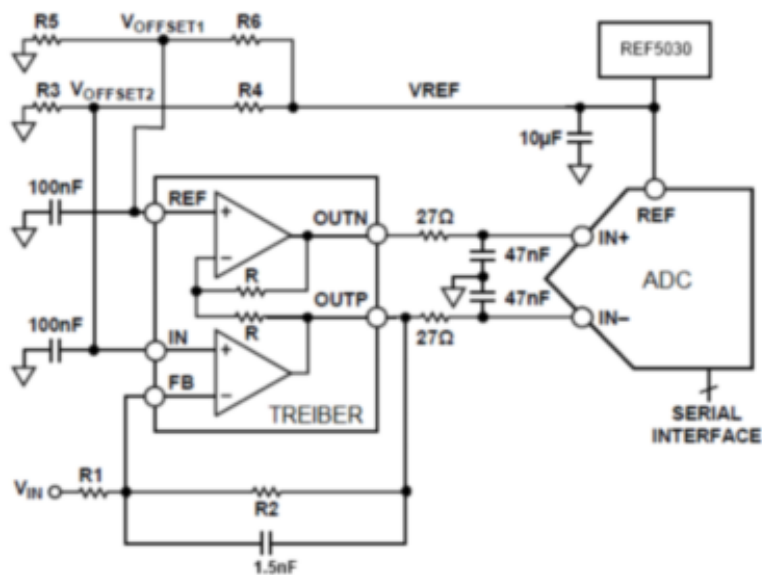 R5
VOFFSET1
R6
REF5030
R3
VOFFSET2
R4
VREF
10µF
100nF
REF
+
OUTN
27Ω
REF
IN+
−
R
47nF
ADC
OUTP
100nF
R
47nF
IN−
27Ω
IN
+
FB
−
TREIBER
SERIAL
INTERFACE
VIN
R1
R2
1.5nF